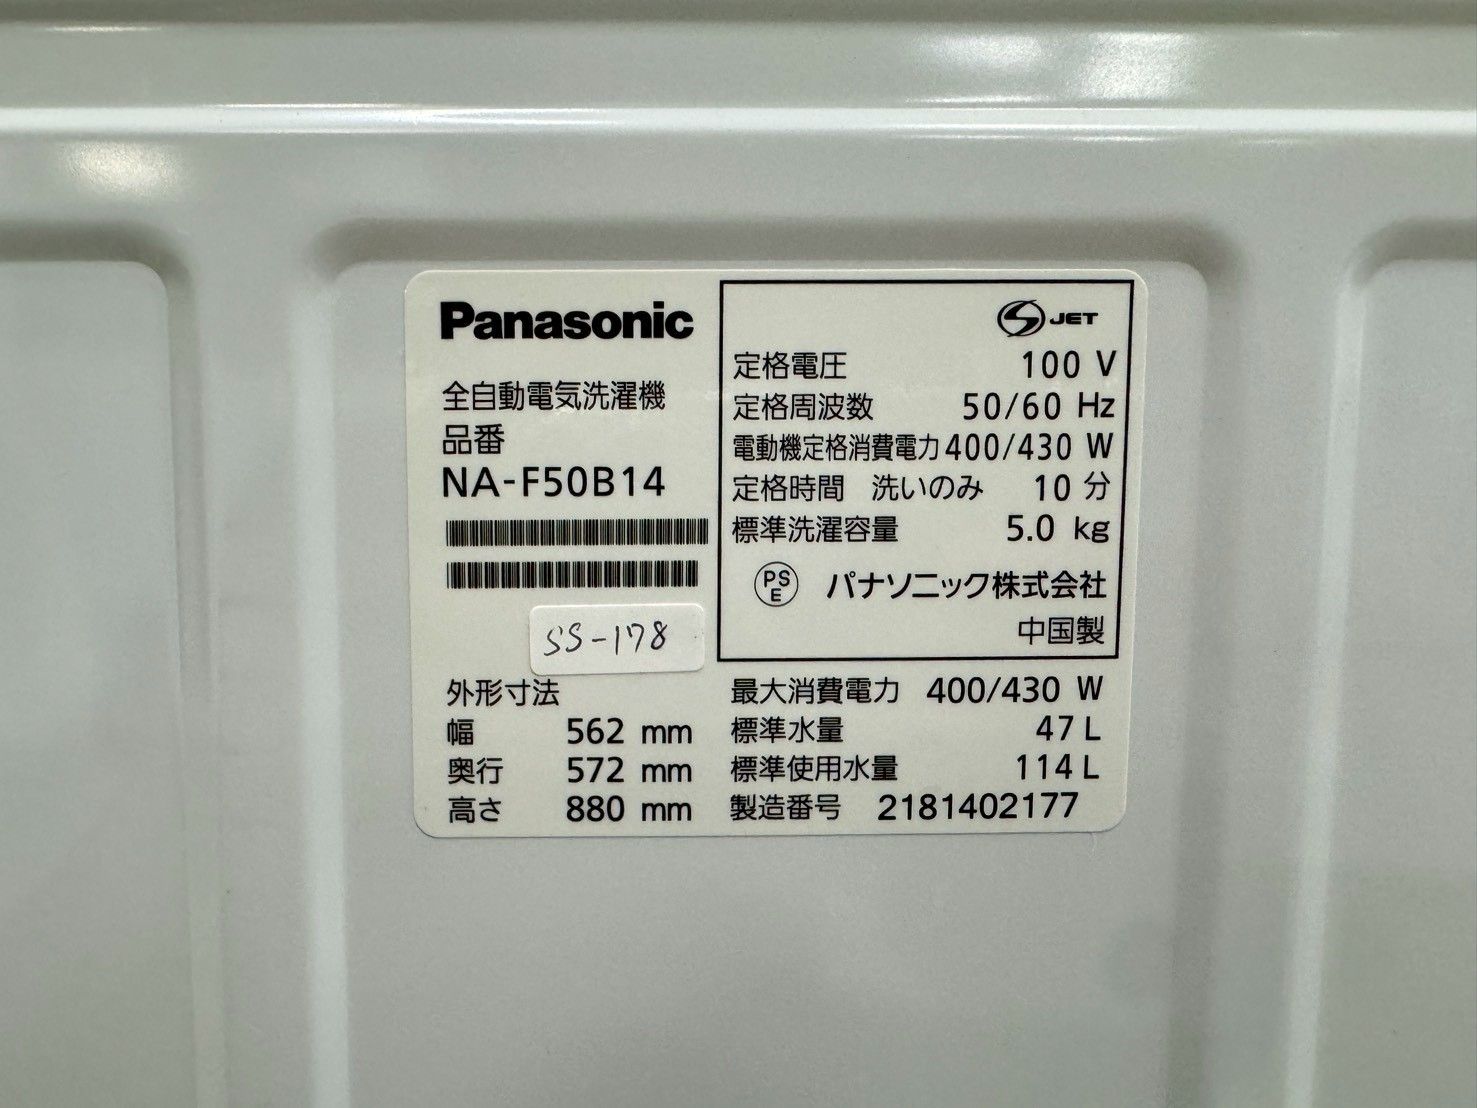 Panasonic
全自動電気洗濯機
品番
NA-F50B14
SS-178
外形寸法
幅 562 mm
奥行 572 mm
高さ 880 mm
S JET
定格電圧 100 V
定格周波数 50/60 Hz
電動機定格消費電力 400/430 W
定格時間 洗いのみ 10 分
標準洗濯容量 5.0 kg
PS E パナソニック株式会社
中国製
最大消費電力 400/430 W
標準水量 47 L
標準使用水量 114 L
製造番号 2181402177